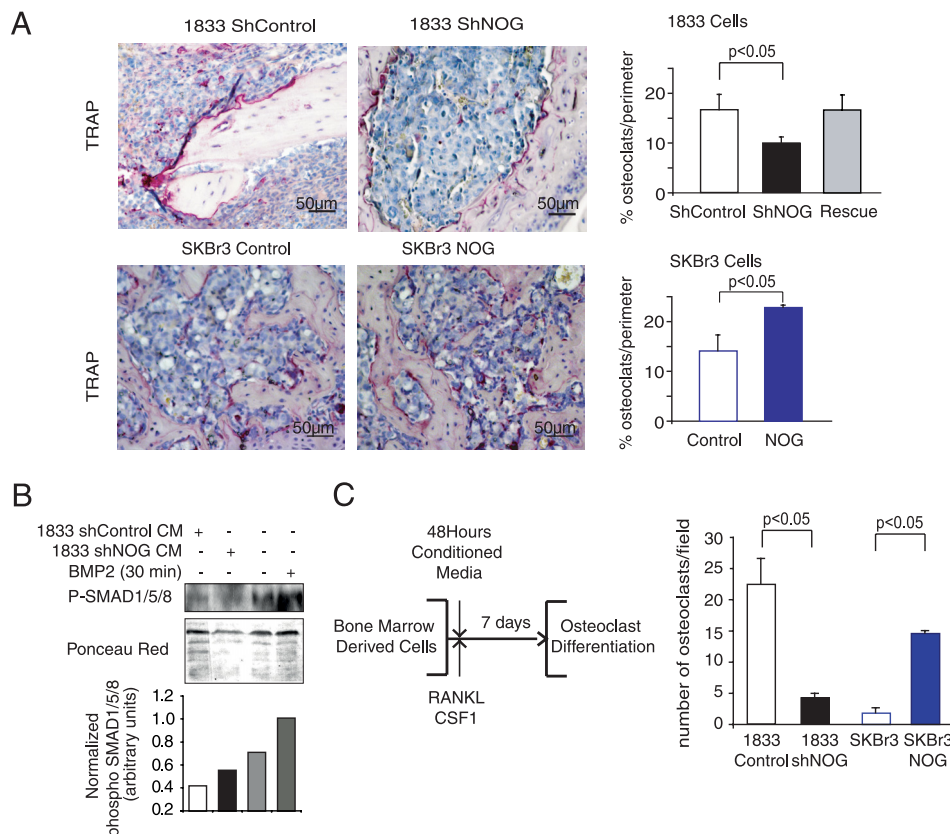 A
1833 ShControl
1833 ShNOG
TRAP
50µm
50µm
1833 Cells
p<0.05
% osteoclats/perimeter
20
10
0
ShControl ShNOG Rescue
SKBr3 Control
SKBr3 NOG
TRAP
50µm
50µm
SKBr3 Cells
p<0.05
% osteoclats/perimeter
20
10
0
Control NOG
B
1833 shControl CM + - - -
1833 shNOG CM - + - -
BMP2 (30 min) - - - +
P-SMAD1/5/8
Ponceau Red
Normalized
phospho SMAD1/5/8
(arbitrary units)
1.2
1.0
0.8
0.6
0.4
0.2
C
48Hours
Conditioned
Media
Bone Marrow
Derived Cells
7 days
Osteoclast
Differentiation
RANKL
CSF1
p<0.05
p<0.05
number of osteoclasts/field
30
25
20
15
10
5
0
1833 Control
1833 shNOG
SKBr3
SKBr3 NOG